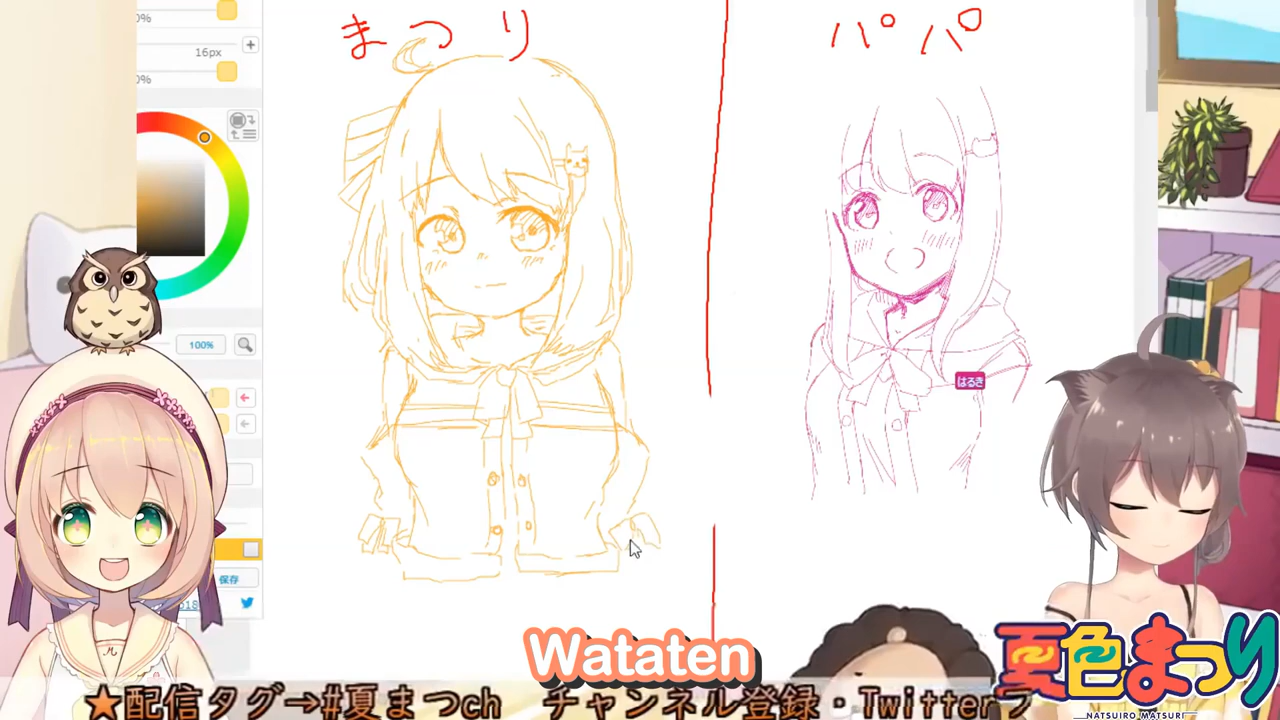 まつり
パパ
0%
16px
+
0%
100%
はるき
保存
Wataten
夏色まつり
NATSUIRO MATSURI
★配信タグ→#夏まつch チャンネル登録・Twitterフ